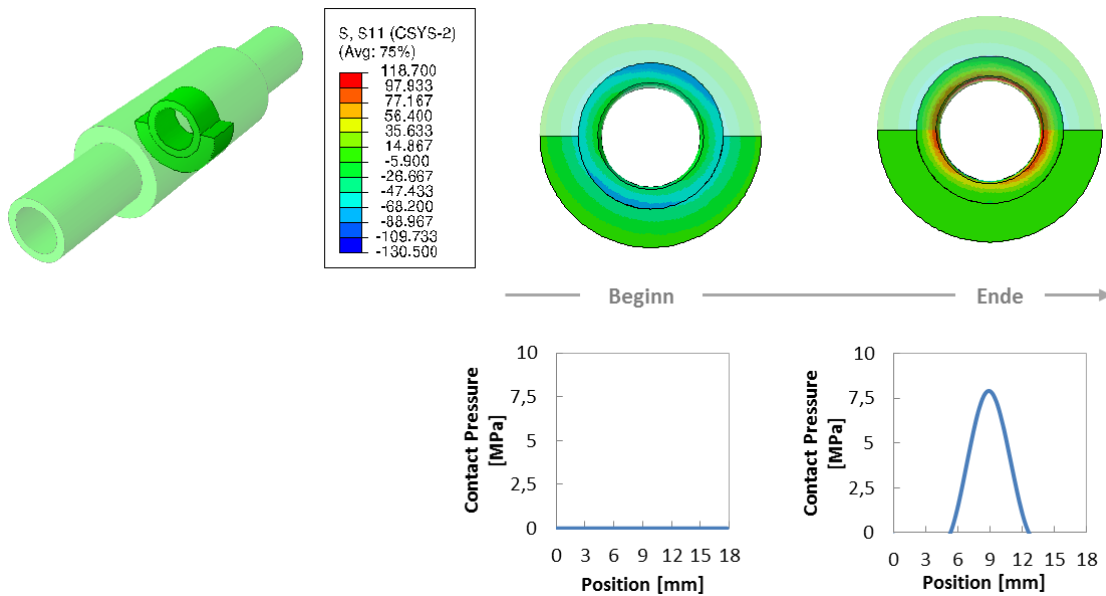 S, S11 (CSYS-2)
(Avg: 75%)
118.700
97.933
77.167
56.400
35.633
14.867
-5.900
-26.667
-47.433
-68.200
-88.967
-109.733
-130.500
Beginn
Ende
Contact Pressure
[MPa]
10
7,5
5
2,5
0
0 3 6 9 12 15 18
Position [mm]
Contact Pressure
[MPa]
10
7,5
5
2,5
0
0 3 6 9 12 15 18
Position [mm]